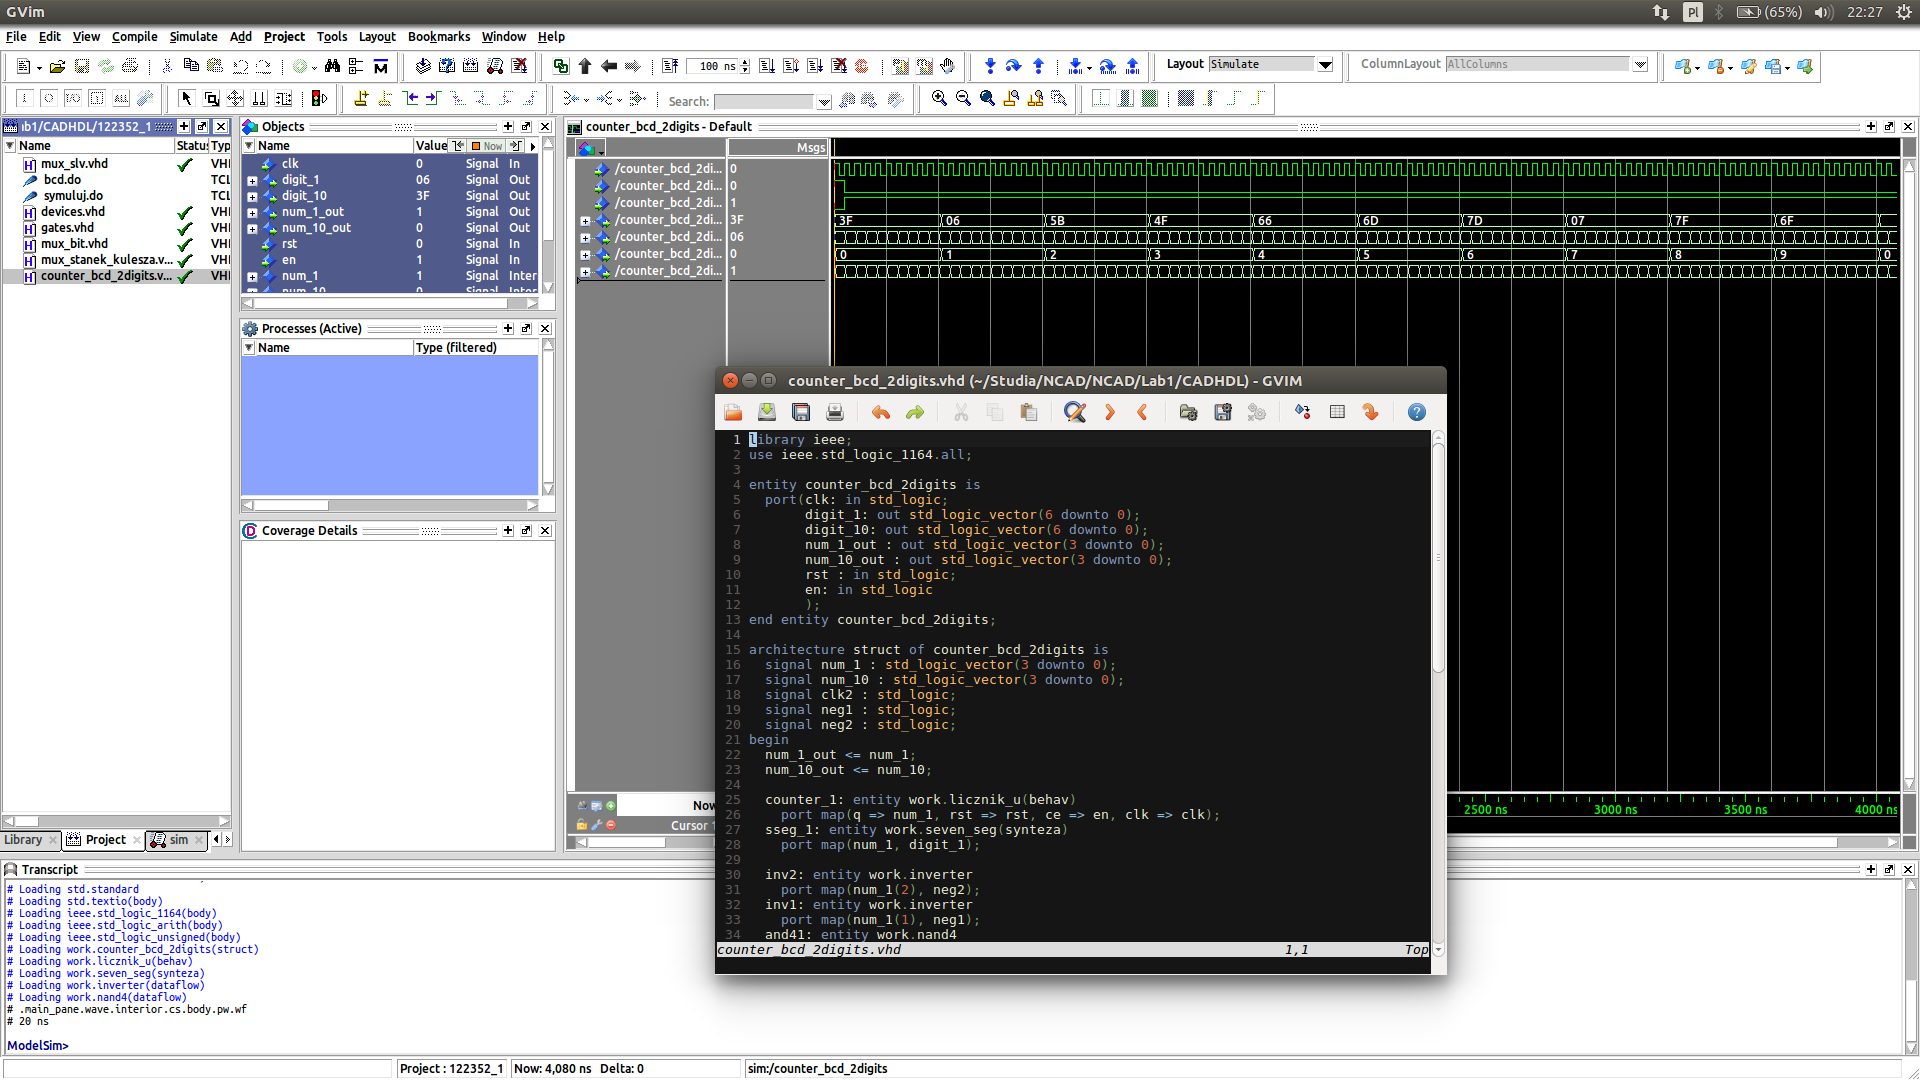 GVim
Pl
(65%)
22:27
File Edit View Compile Simulate Add Project Tools Layout Bookmarks Window Help
100 ns
Layout Simulate
ColumnLayout AllColumns
Search:
b1/CADHDL/122352_1
Name Status Typ
mux_slv.vhd VHI
bcd.do TCL
symuluj.do TCL
devices.vhd VHI
gates.vhd VHI
mux_bit.vhd VHI
mux_stanek_kulesza.v... VHI
counter_bcd_2digits.v... VHI
Library Project sim
Objects
Name Value Now
clk 0 Signal In
digit_1 06 Signal Out
digit_10 3F Signal Out
num_1_out 1 Signal Out
num_10_out 0 Signal Out
rst 0 Signal In
en 1 Signal In
num_1 1 Signal Inter
num_10 0 Signal Inter
Processes (Active)
Name Type (filtered)
Coverage Details
counter_bcd_2digits - Default
Msgs
/counter_bcd_2di... 0
/counter_bcd_2di... 0
/counter_bcd_2di... 1
/counter_bcd_2di... 3F 3F 06 5B 4F 66 6D 7D 07 7F 6F
/counter_bcd_2di... 06
/counter_bcd_2di... 0 0 1 2 3 4 5 6 7 8 9 0
/counter_bcd_2di... 1
Now
Cursor 1
2500 ns 3000 ns 3500 ns 4000 ns
counter_bcd_2digits.vhd (~/Studia/NCAD/NCAD/Lab1/CADHDL) - GVIM
1 library ieee;
2 use ieee.std_logic_1164.all;
3
4 entity counter_bcd_2digits is
5 port(clk: in std_logic;
6 digit_1: out std_logic_vector(6 downto 0);
7 digit_10: out std_logic_vector(6 downto 0);
8 num_1_out : out std_logic_vector(3 downto 0);
9 num_10_out : out std_logic_vector(3 downto 0);
10 rst : in std_logic;
11 en: in std_logic
12 );
13 end entity counter_bcd_2digits;
14
15 architecture struct of counter_bcd_2digits is
16 signal num_1 : std_logic_vector(3 downto 0);
17 signal num_10 : std_logic_vector(3 downto 0);
18 signal clk2 : std_logic;
19 signal neg1 : std_logic;
20 signal neg2 : std_logic;
21 begin
22 num_1_out <= num_1;
23 num_10_out <= num_10;
24
25 counter_1: entity work.licznik_u(behav)
26 port map(q => num_1, rst => rst, ce => en, clk => clk);
27 sseg_1: entity work.seven_seg(synteza)
28 port map(num_1, digit_1);
29
30 inv2: entity work.inverter
31 port map(num_1(2), neg2);
32 inv1: entity work.inverter
33 port map(num_1(1), neg1);
34 and41: entity work.nand4
counter_bcd_2digits.vhd 1,1 Top
Transcript
# Loading std.standard
# Loading std.textio(body)
# Loading ieee.std_logic_1164(body)
# Loading ieee.std_logic_arith(body)
# Loading ieee.std_logic_unsigned(body)
# Loading work.counter_bcd_2digits(struct)
# Loading work.licznik_u(behav)
# Loading work.seven_seg(synteza)
# Loading work.inverter(dataflow)
# Loading work.nand4(dataflow)
# .main_pane.wave.interior.cs.body.pw.wf
# 20 ns
ModelSim>
Project : 122352_1 Now: 4,080 ns Delta: 0 sim:/counter_bcd_2digits